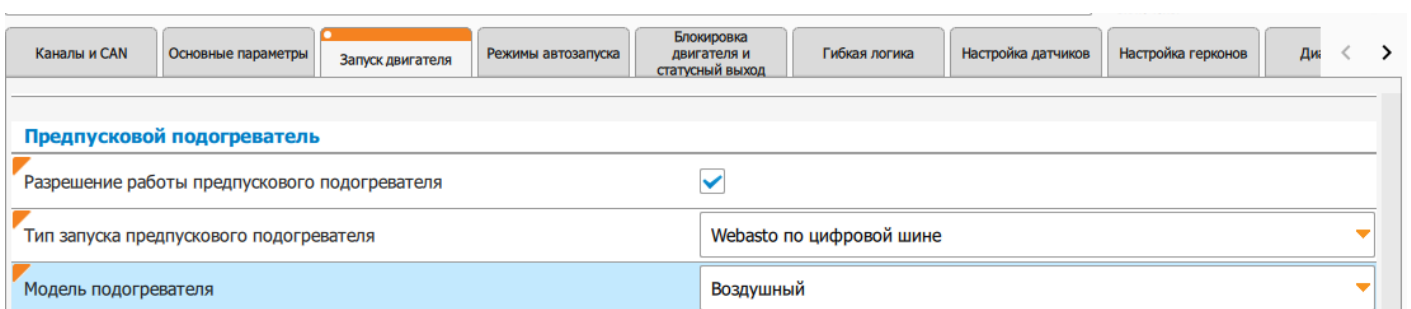 Каналы и CAN
Основные параметры
Запуск двигателя
Режимы автозапуска
Блокировка
двигателя и
статусный выход
Гибкая логика
Настройка датчиков
Настройка герконов
Предпусковой подогреватель
Разрешение работы предпускового подогревателя
Тип запуска предпускового подогревателя
Webasto по цифровой шине
Модель подогревателя
Воздушный